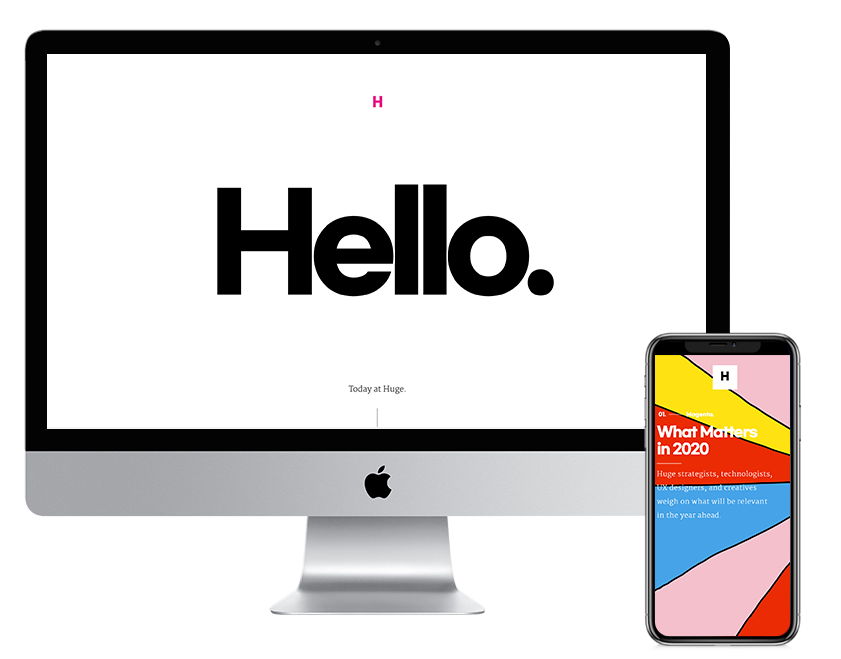 H
Hello.
Today at Huge.
H
01. Magenta.
What Matters
in 2020
Huge strategists, technologists,
UX designers, and creatives
weigh on what will be relevant
in the year ahead.